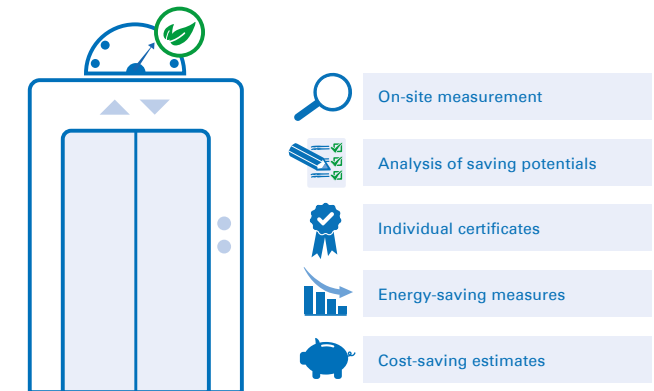 On-site measurement
Analysis of saving potentials
Individual certificates
Energy-saving measures
Cost-saving estimates